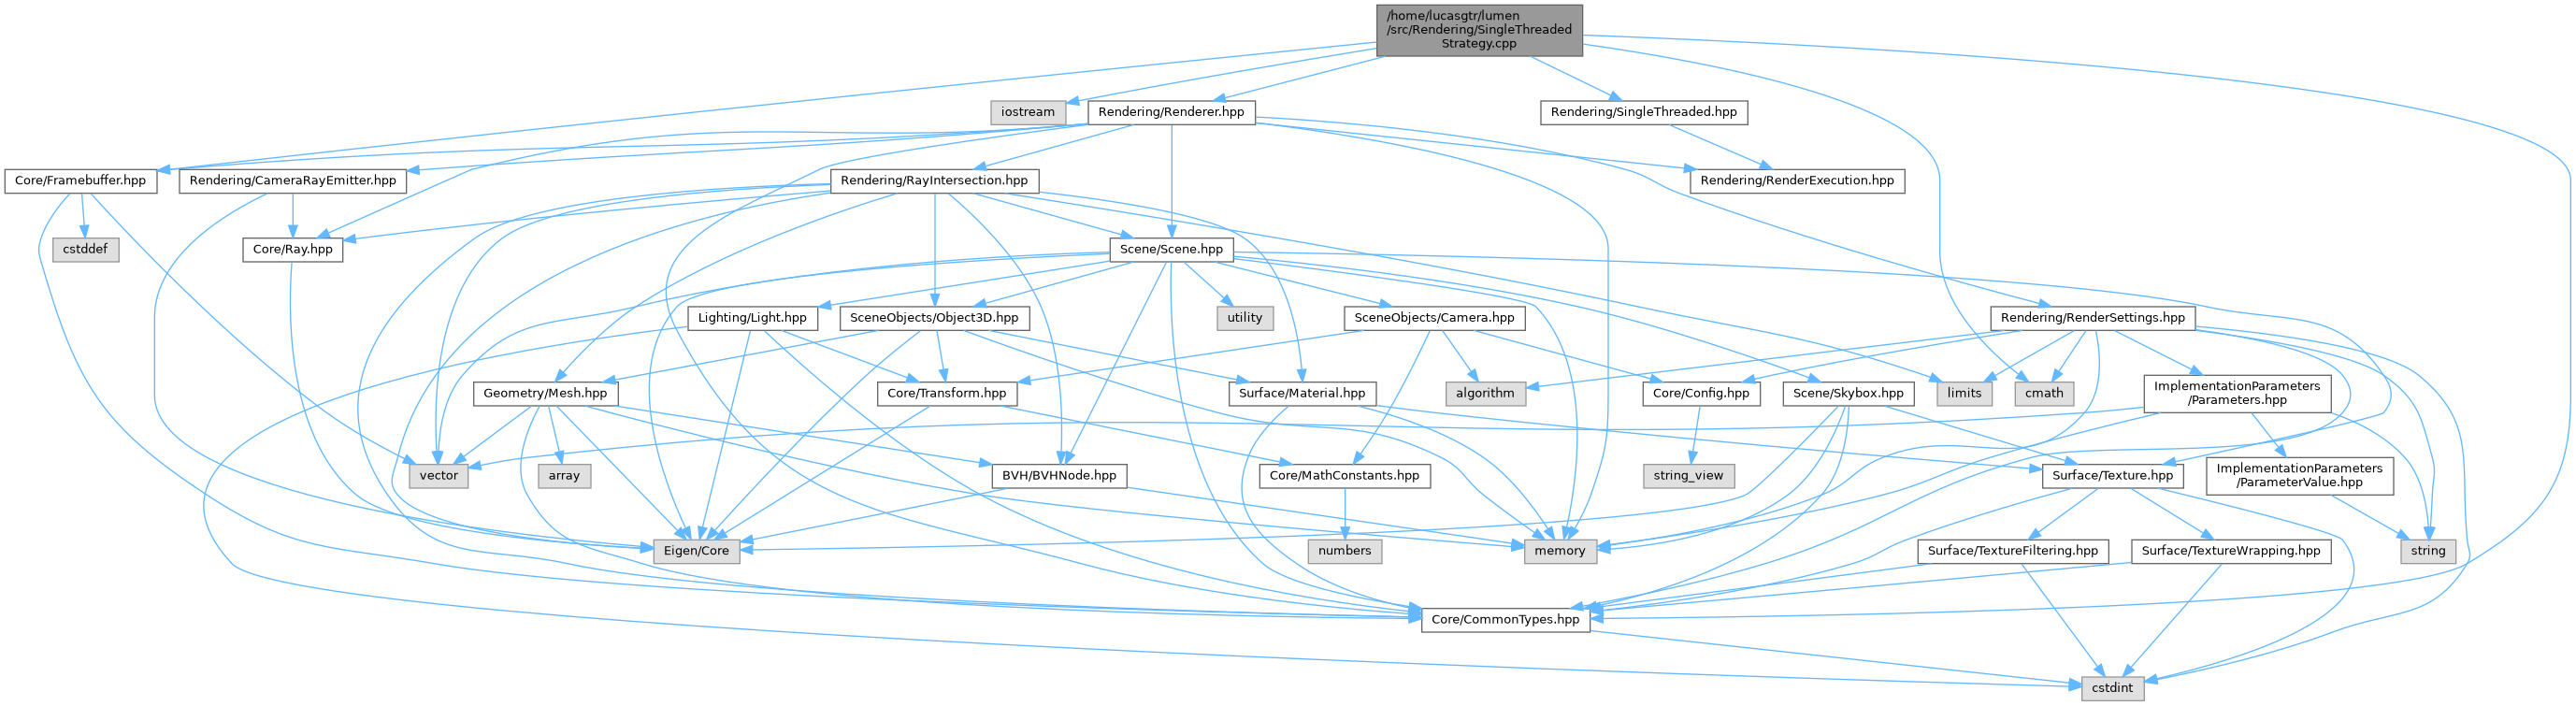 /home/lucasgtr/lumen
/src/Rendering/SingleThreaded
Strategy.cpp
iostream
Rendering/Renderer.hpp
Rendering/SingleThreaded.hpp
Core/Framebuffer.hpp
Rendering/CameraRayEmitter.hpp
Rendering/RayIntersection.hpp
Rendering/RenderExecution.hpp
cstddef
Core/Ray.hpp
Scene/Scene.hpp
Lighting/Light.hpp
SceneObjects/Object3D.hpp
utility
SceneObjects/Camera.hpp
Rendering/RenderSettings.hpp
Geometry/Mesh.hpp
Core/Transform.hpp
Surface/Material.hpp
algorithm
Core/Config.hpp
Scene/Skybox.hpp
limits
cmath
ImplementationParameters
/Parameters.hpp
vector
array
BVH/BVHNode.hpp
Core/MathConstants.hpp
string_view
Surface/Texture.hpp
ImplementationParameters
/ParameterValue.hpp
Eigen/Core
memory
numbers
Surface/TextureFiltering.hpp
Surface/TextureWrapping.hpp
string
Core/CommonTypes.hpp
cstdint